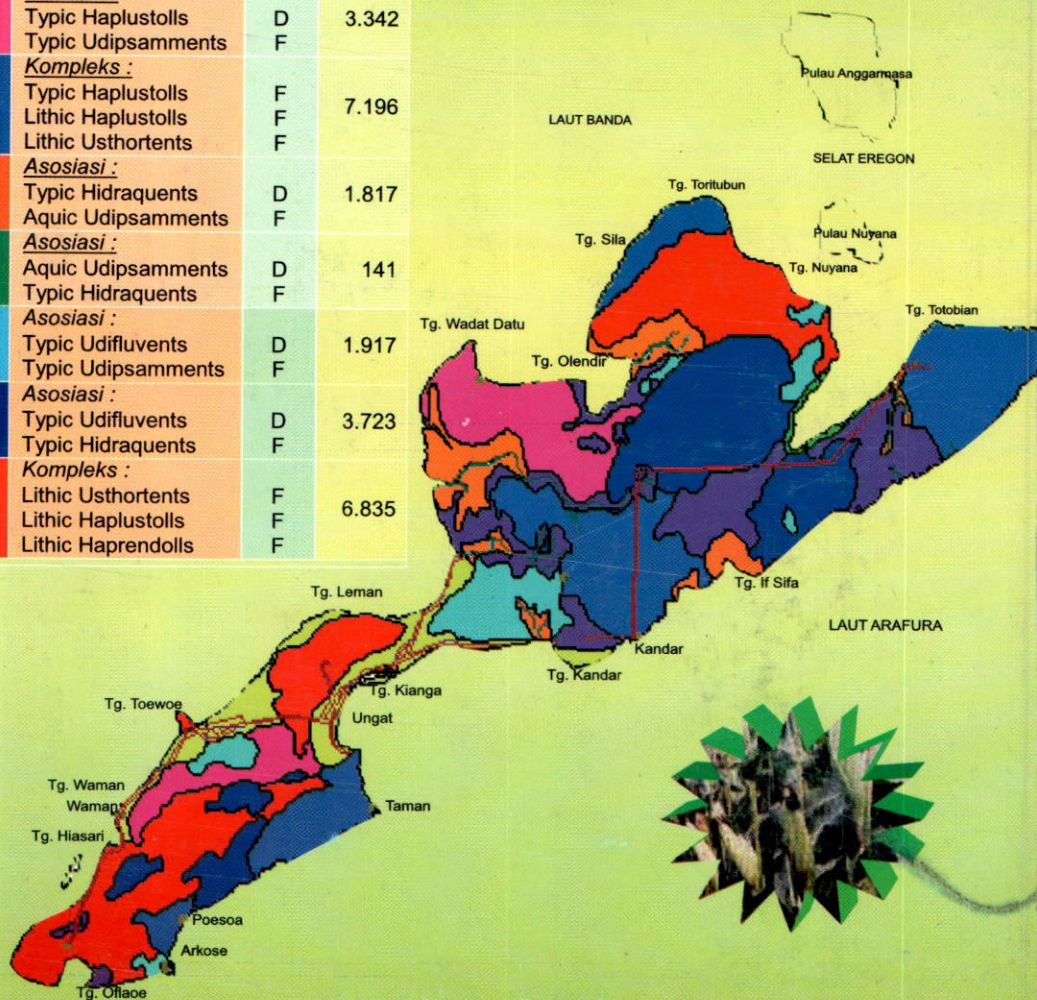 Typic Haplustolls D 3.342
Typic Udipsamments F
Kompleks :
Typic Haplustolls F
Lithic Haplustolls F 7.196
Lithic Usthortents F
Asosiasi :
Typic Hidraquents D 1.817
Aquic Udipsamments F
Asosiasi :
Aquic Udipsamments D 141
Typic Hidraquents F
Asosiasi :
Typic Udifluvents D 1.917
Typic Udipsamments F
Asosiasi :
Typic Udifluvents D 3.723
Typic Hidraquents F
Kompleks :
Lithic Usthortents F
Lithic Haplustolls F 6.835
Lithic Haprendolls F
Pulau Anggarmasa
LAUT BANDA
SELAT EREGON
Tg. Toritubun
Pulau Nuyana
Tg. Sila
Tg. Nuyana
Tg. Totobian
Tg. Wadat Datu
Tg. Olendir
Tg. If Sifa
Tg. Leman
LAUT ARAFURA
Kandar
Tg. Kandar
Tg. Kianga
Tg. Toewoe
Ungat
Tg. Waman
Waman
Taman
Tg. Hiasari
Poesoa
Arkose
Tg. Oflaoe